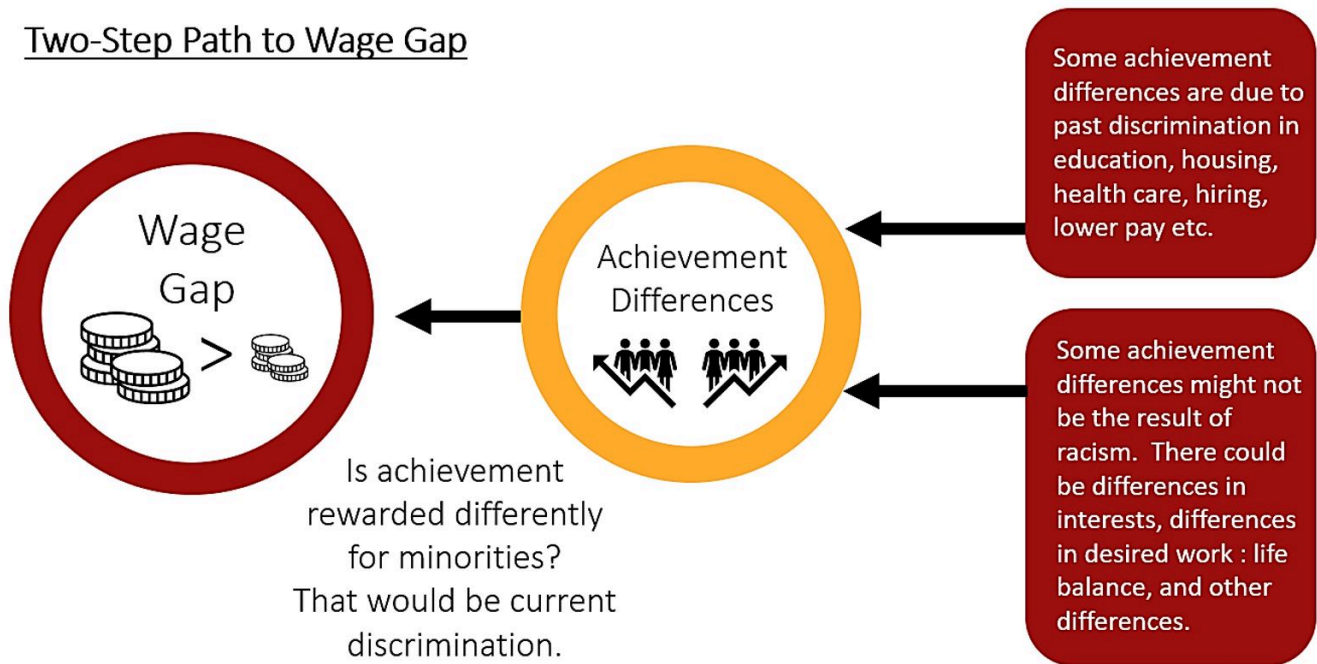 Two-Step Path to Wage Gap
Wage
Gap
>
Is achievement
rewarded differently
for minorities?
That would be current
discrimination.
Achievement
Differences
Some achievement
differences are due to
past discrimination in
education, housing,
health care, hiring,
lower pay etc.
Some achievement
differences might not
be the result of
racism.  There could
be differences in
interests, differences
in desired work : life
balance, and other
differences.